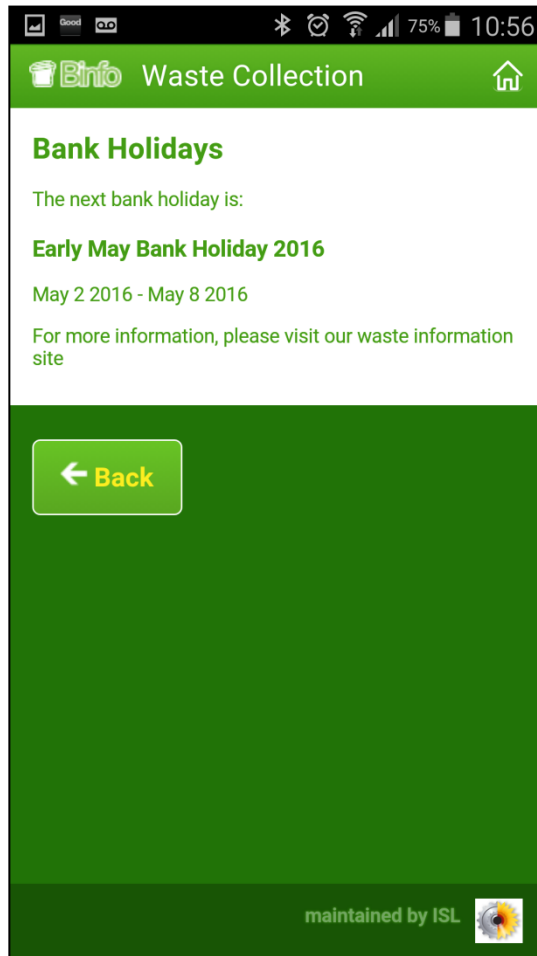 Good
75% 10:56
Binfo Waste Collection
Bank Holidays
The next bank holiday is:
Early May Bank Holiday 2016
May 2 2016 - May 8 2016
For more information, please visit our waste information
site
Back
maintained by ISL